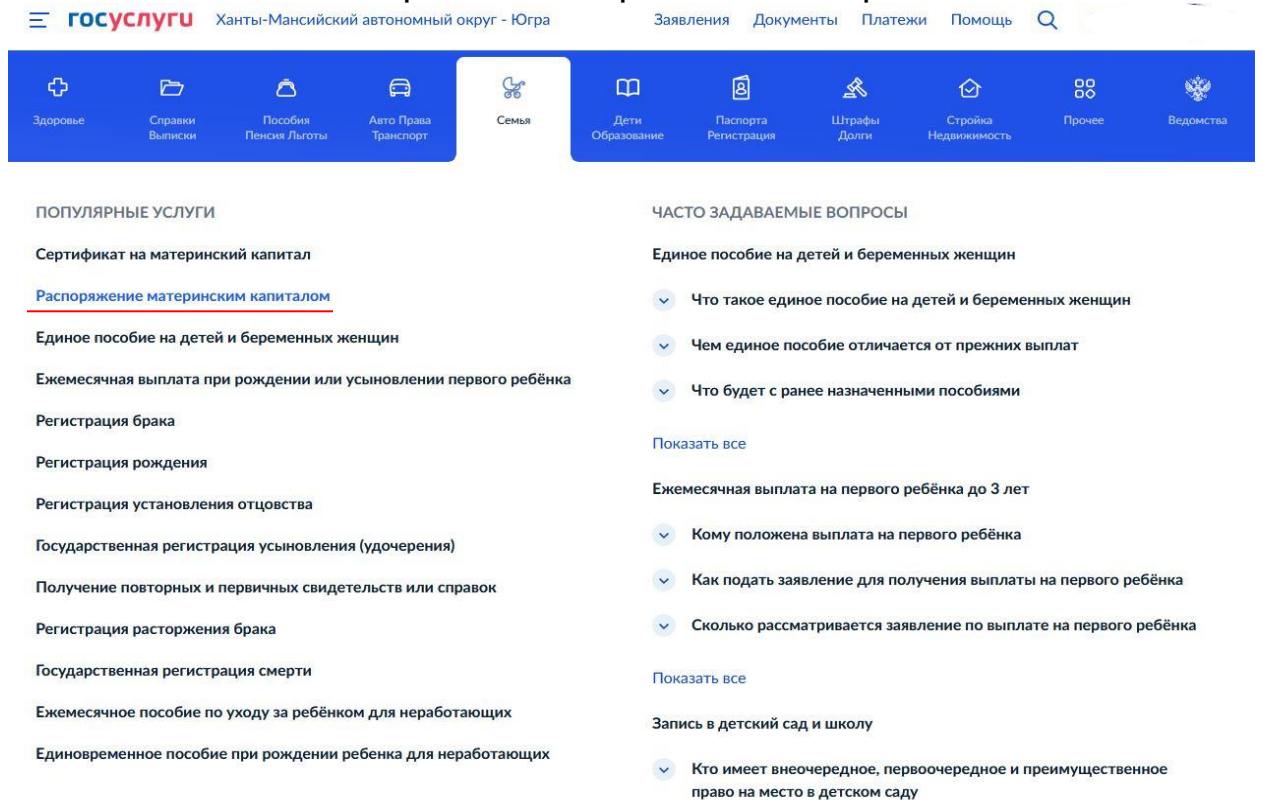 госуслуги Ханты-Мансийский автономный округ - Югра Заявления Документы Платежи Помощь
Здоровье
Справки
Выписки
Пособия
Пенсия Льготы
Авто Права
Транспорт
Семья
Дети
Образование
Паспорта
Регистрация
Штрафы
Долги
Стройка
Недвижимость
Прочее
Ведомства
ПОПУЛЯРНЫЕ УСЛУГИ
Сертификат на материнский капитал
Распоряжение материнским капиталом
Единое пособие на детей и беременных женщин
Ежемесячная выплата при рождении или усыновлении первого ребёнка
Регистрация брака
Регистрация рождения
Регистрация установления отцовства
Государственная регистрация усыновления (удочерения)
Получение повторных и первичных свидетельств или справок
Регистрация расторжения брака
Государственная регистрация смерти
Ежемесячное пособие по уходу за ребёнком для неработающих
Единовременное пособие при рождении ребенка для неработающих
ЧАСТО ЗАДАВАЕМЫЕ ВОПРОСЫ
Единое пособие на детей и беременных женщин
Что такое единое пособие на детей и беременных женщин
Чем единое пособие отличается от прежних выплат
Что будет с ранее назначенными пособиями
Показать все
Ежемесячная выплата на первого ребёнка до 3 лет
Кому положена выплата на первого ребёнка
Как подать заявление для получения выплаты на первого ребёнка
Сколько рассматривается заявление по выплате на первого ребёнка
Показать все
Запись в детский сад и школу
Кто имеет внеочередное, первоочередное и преимущественное
право на место в детском саду